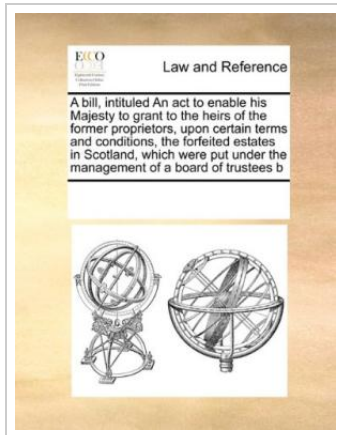 ECCO
Law and Reference
A bill, intituled An act to enable his
Majesty to grant to the heirs of the
former proprietors, upon certain terms
and conditions, the forfeited estates
in Scotland, which were put under the
management of a board of trustees b